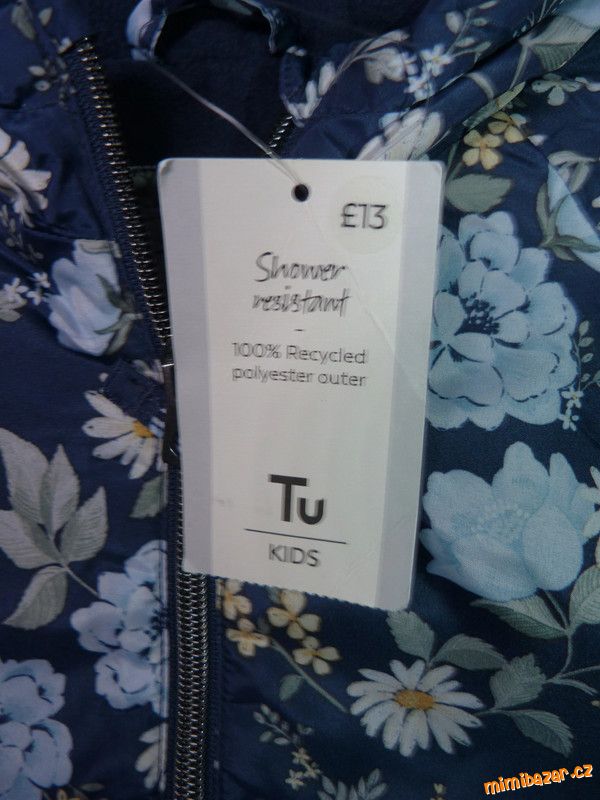 £13
Shower
resistant
-
100% Recycled
polyester outer
Tu
KIDS
mimibazar.cz